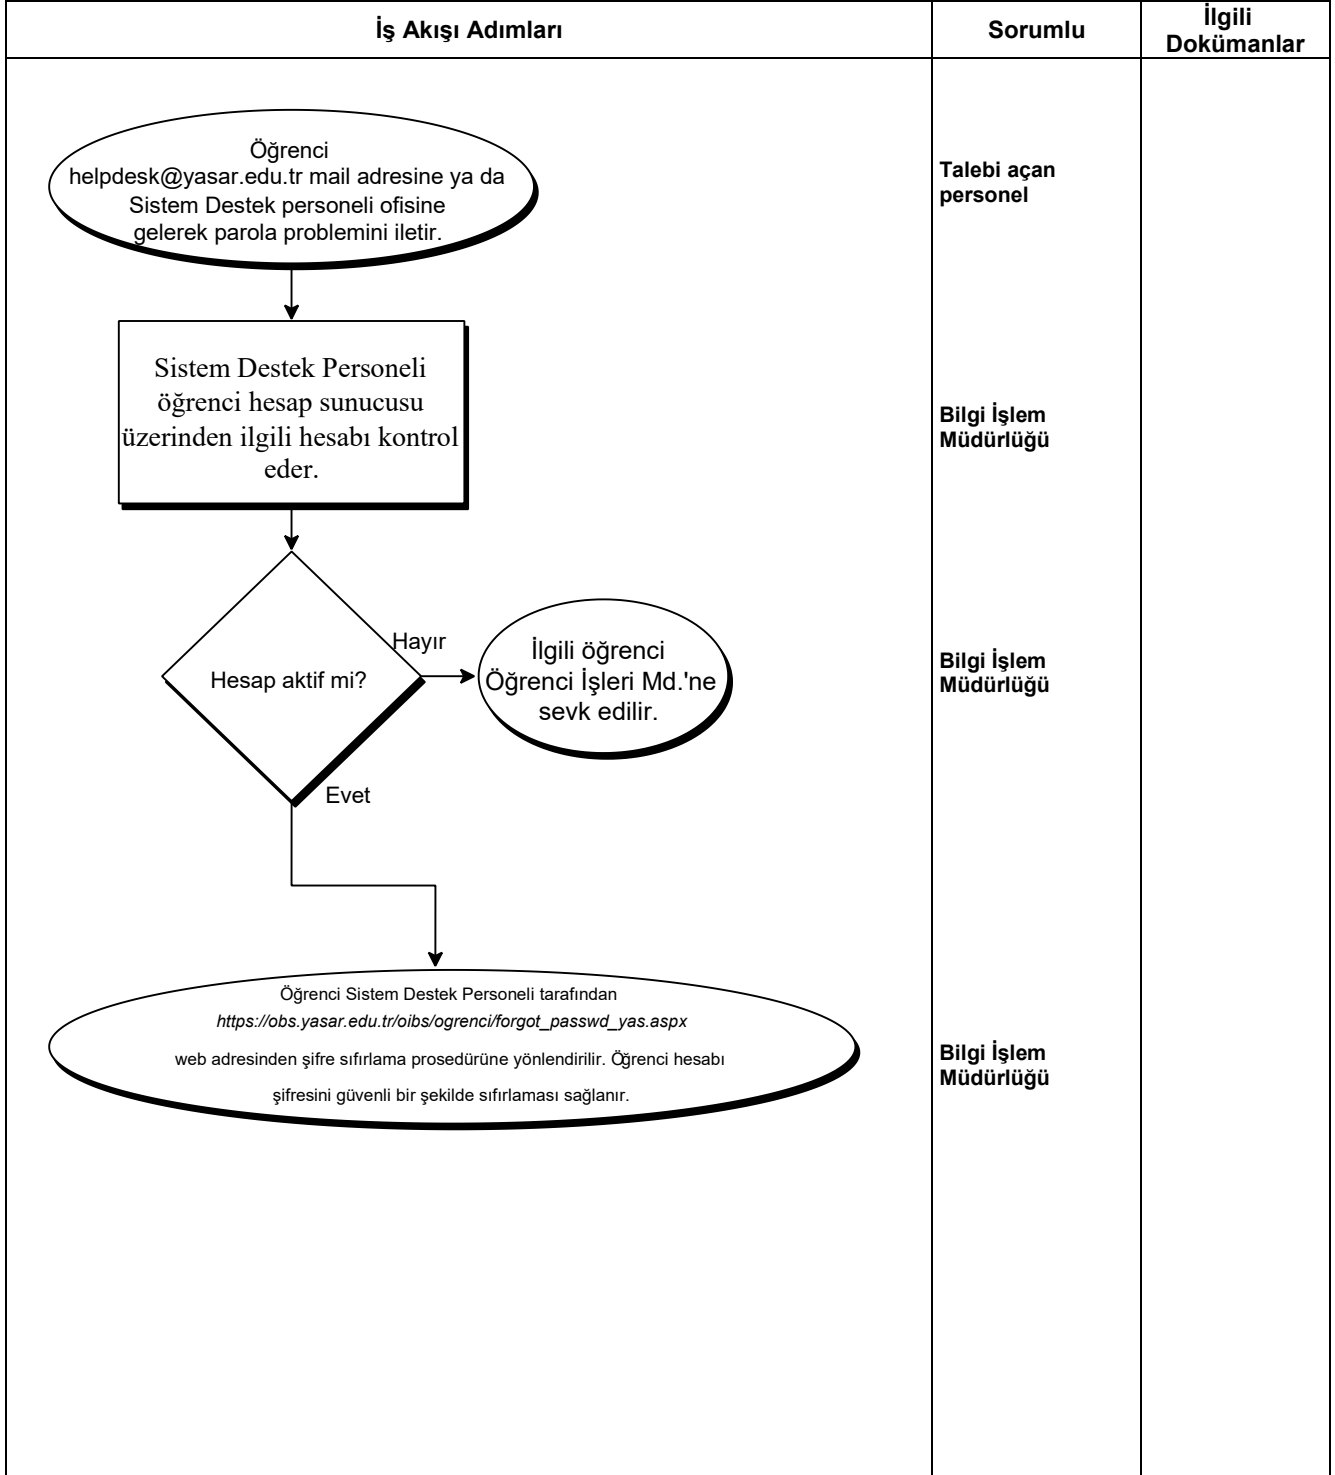 İş Akışı Adımları
Sorumlu
İlgili
Dokümanlar
Öğrenci
helpdesk@yasar.edu.tr mail adresine ya da
Sistem Destek personeli ofisine
gelerek parola problemini iletir.
Talebi açan
personel
Sistem Destek Personeli
öğrenci hesap sunucusu
üzerinden ilgili hesabı kontrol
eder.
Bilgi İşlem
Müdürlüğü
Hesap aktif mi?
Hayır
İlgili öğrenci
Öğrenci İşleri Md.'ne
sevk edilir.
Bilgi İşlem
Müdürlüğü
Evet
Öğrenci Sistem Destek Personeli tarafından
https://obs.yasar.edu.tr/oibs/ogrenci/forgot_passwd_yas.aspx
web adresinden şifre sıfırlama prosedürüne yönlendirilir. Öğrenci hesabı
şifresini güvenli bir şekilde sıfırlaması sağlanır.
Bilgi İşlem
Müdürlüğü